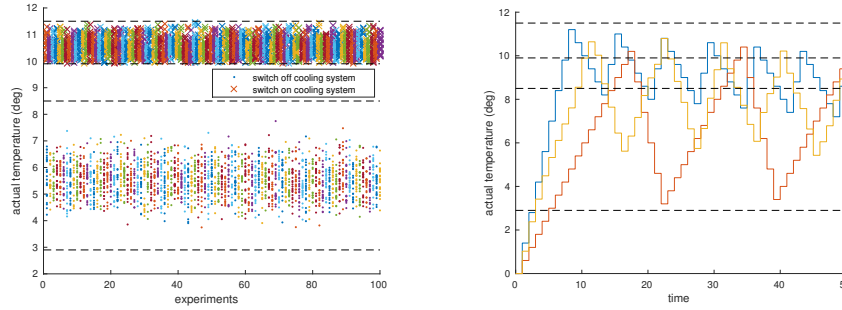 12
11
10
9
8
7
6
5
4
3
2
actual temperature (deg)
switch off cooling system
switch on cooling system
0 20 40 60 80 100
experiments
12
10
8
6
4
2
0
actual temperature (deg)
0 10 20 30 40 5
time